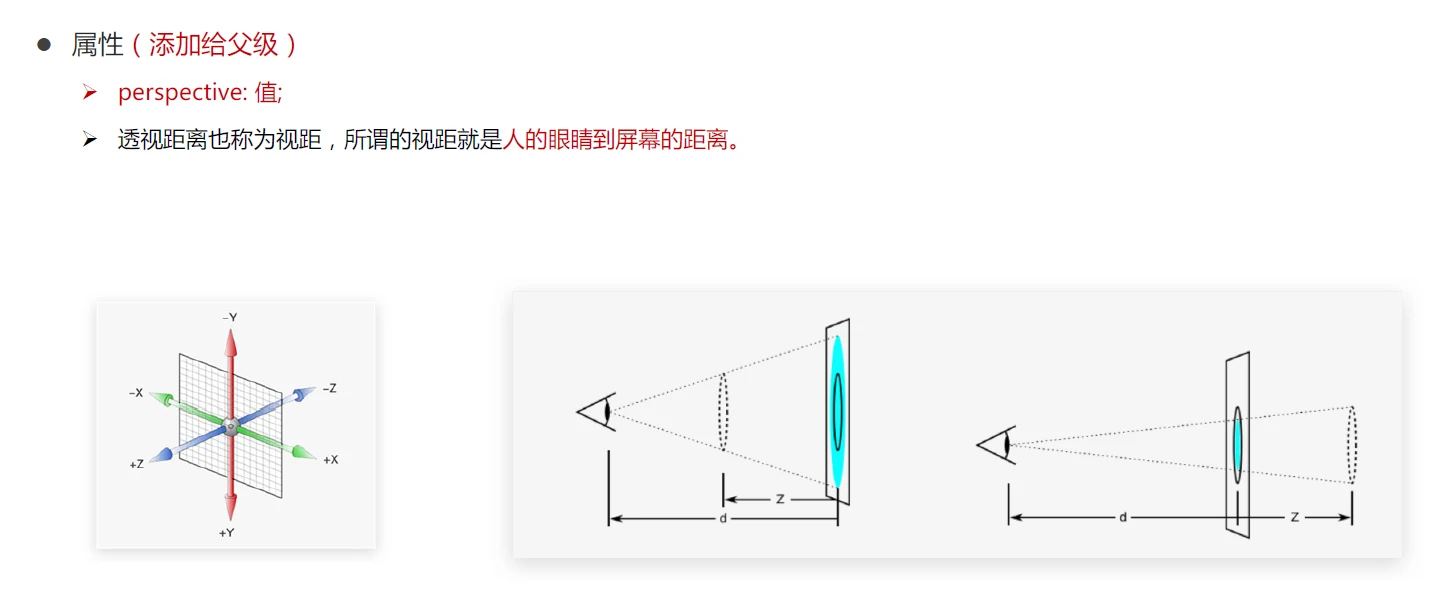 属性（添加给父级）
perspective: 值;
透视距离也称为视距，所谓的视距就是人的眼睛到屏幕的距离。
–Y
–X
–Z
+Z
+X
+Y
Z
d
d
Z